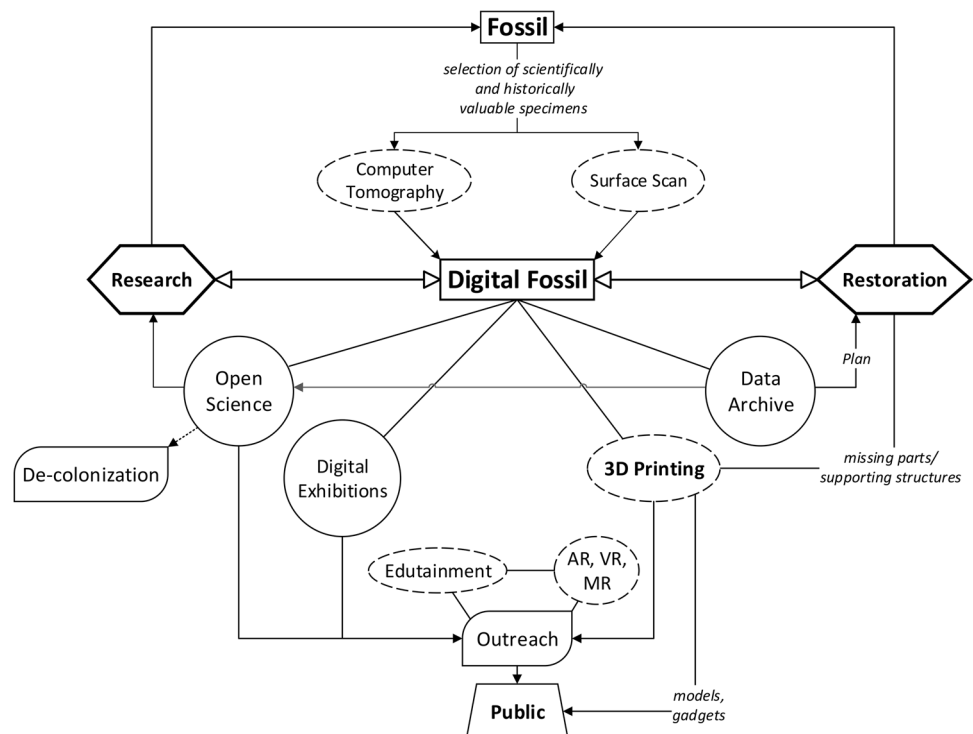 Fossil
selection of scientifically
and historically
valuable specimens
Computer
Tomography
Surface Scan
Research
Digital Fossil
Restoration
Open
Science
Data
Archive
Plan
De-colonization
Digital
Exhibitions
3D Printing
missing parts/
supporting structures
Edutainment
AR, VR,
MR
Outreach
Public
models,
gadgets